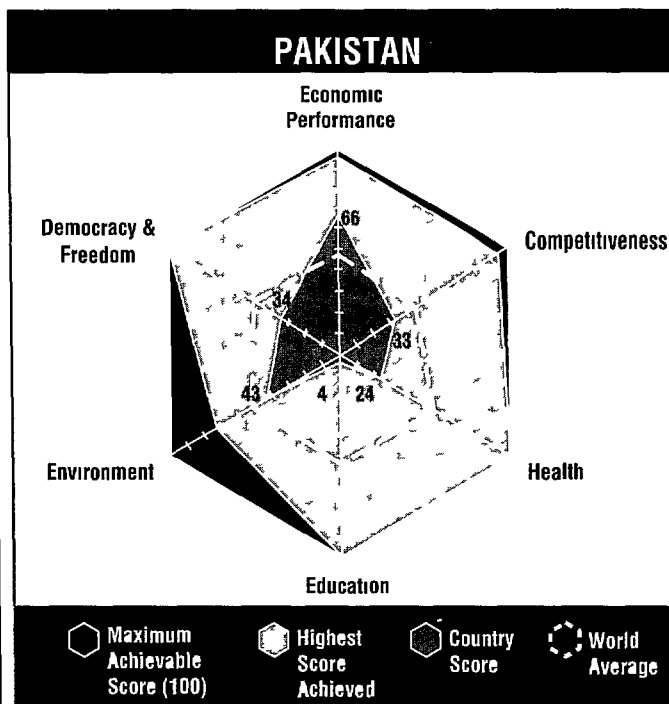 PAKISTAN
Economic
Performance
66
Democracy &
Freedom
Competitiveness
34
33
43
4
24
Environment
Health
Education
Maximum
Achievable
Score (100)
Highest
Score
Achieved
Country
Score
World
Average